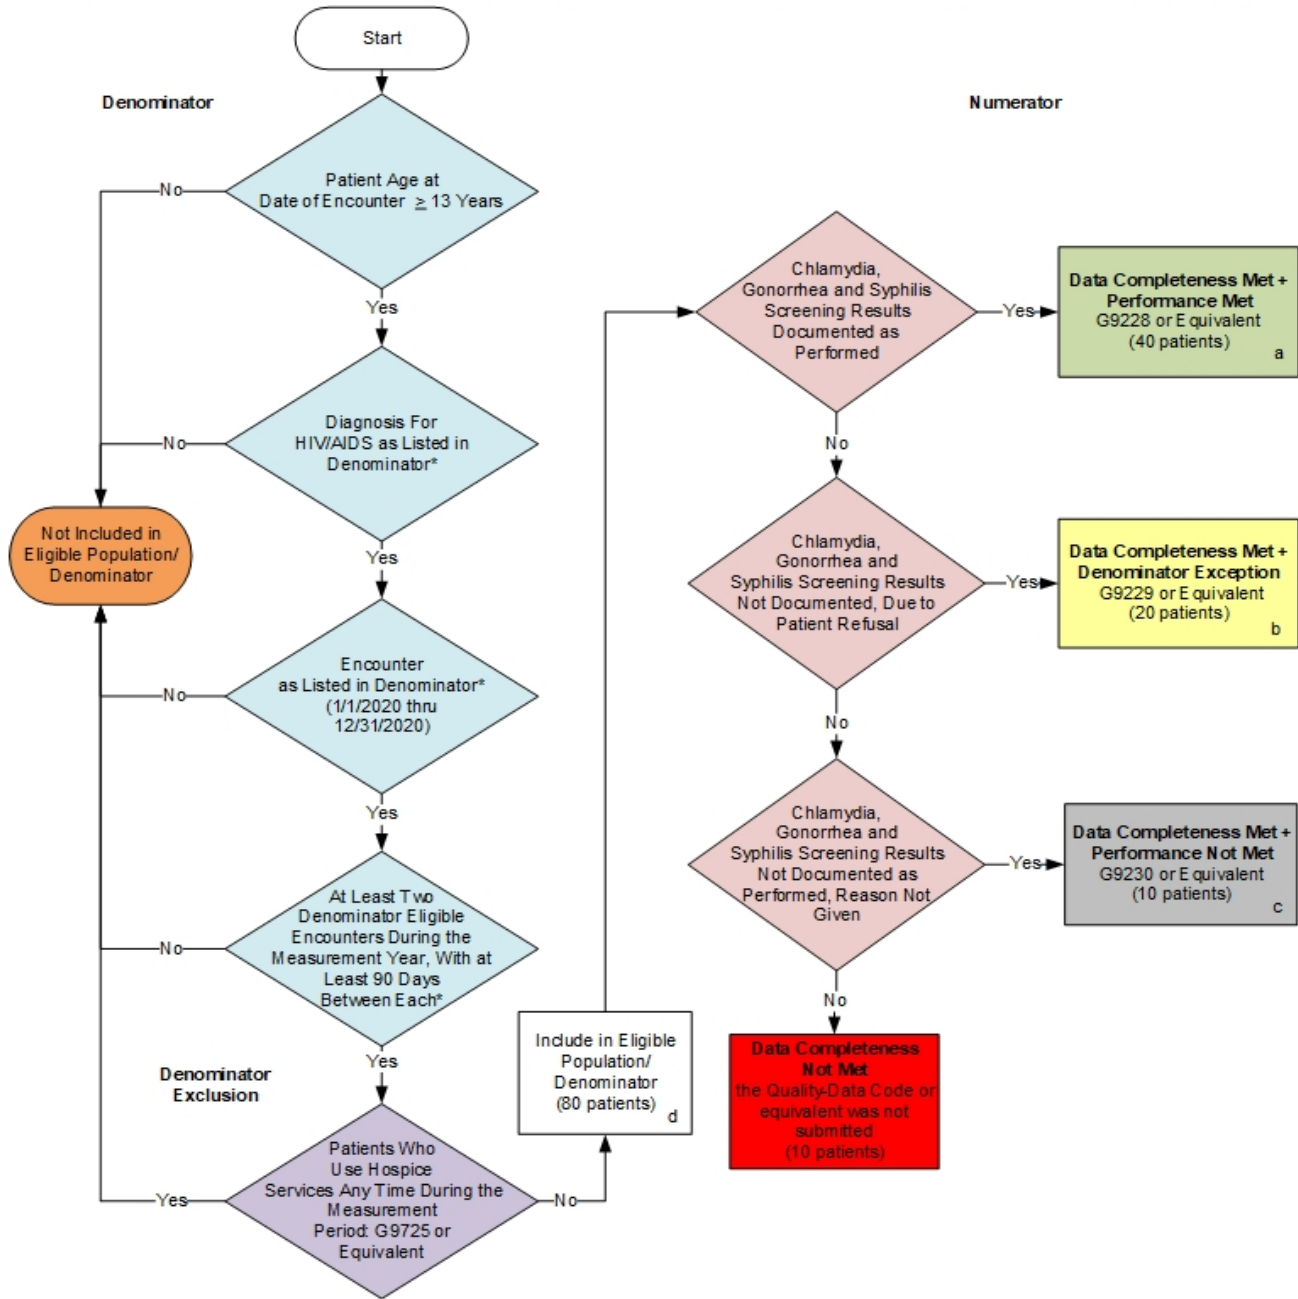 Start
Denominator
Numerator
Patient Age at
Date of Encounter ≥ 13 Years
No
Yes
Diagnosis For
HIV/AIDS as Listed in
Denominator*
No
Yes
Not Included in
Eligible Population/
Denominator
Encounter
as Listed in Denominator*
(1/1/2020 thru
12/31/2020)
No
Yes
At Least Two
Denominator Eligible
Encounters During the
Measurement Year, With at
Least 90 Days
Between Each*
No
Yes
Denominator
Exclusion
Patients Who
Use Hospice
Services Any Time During the
Measurement
Period: G9725 or
Equivalent
Yes
No
Include in Eligible
Population/
Denominator
(80 patients)
d
Chlamydia,
Gonorrhea and Syphilis
Screening Results
Documented as
Performed
Yes
Data Completeness Met +
Performance Met
G9228 or Equivalent
(40 patients)
a
No
Chlamydia,
Gonorrhea and
Syphilis Screening Results
Not Documented, Due to
Patient Refusal
Yes
Data Completeness Met +
Denominator Exception
G9229 or Equivalent
(20 patients)
b
No
Chlamydia,
Gonorrhea and
Syphilis Screening Results
Not Documented as
Performed, Reason Not
Given
Yes
Data Completeness Met +
Performance Not Met
G9230 or Equivalent
(10 patients)
c
No
Data Completeness
Not Met
the Quality-Data Code or
equivalent was not
submitted
(10 patients)